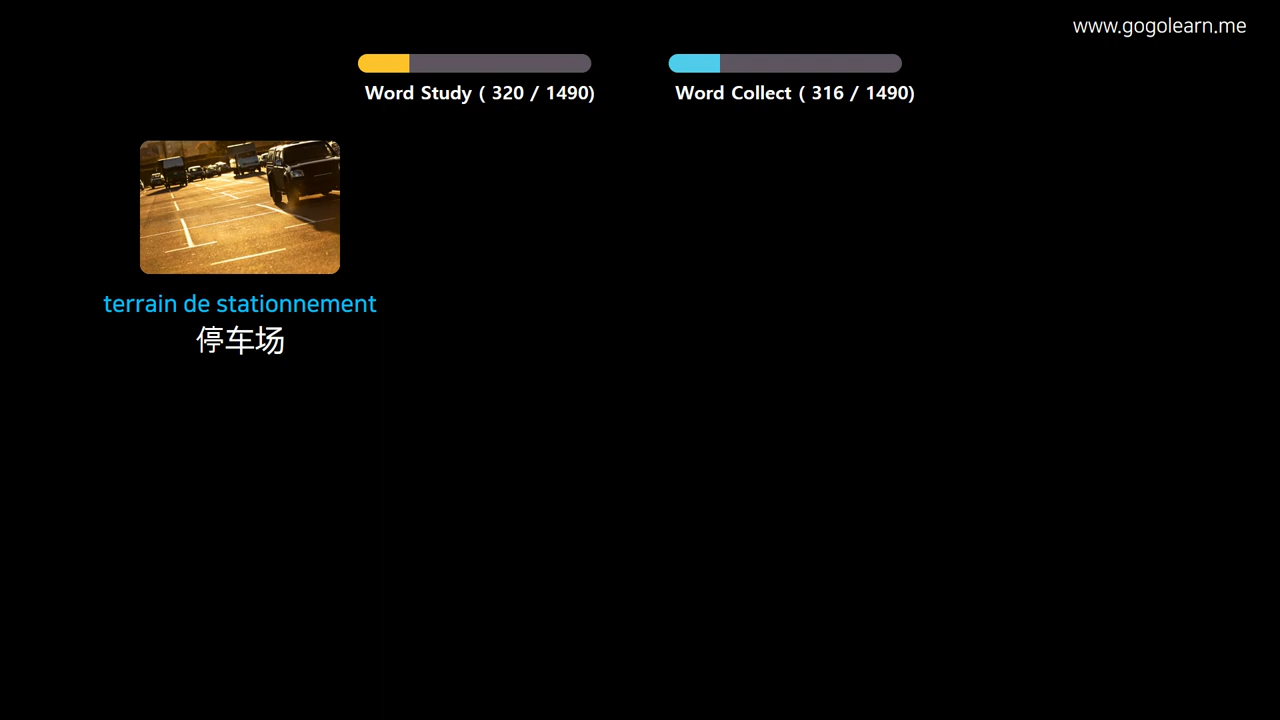 www.gogolearn.me
Word Study ( 320 / 1490)
Word Collect ( 316 / 1490)
terrain de stationnement
停车场